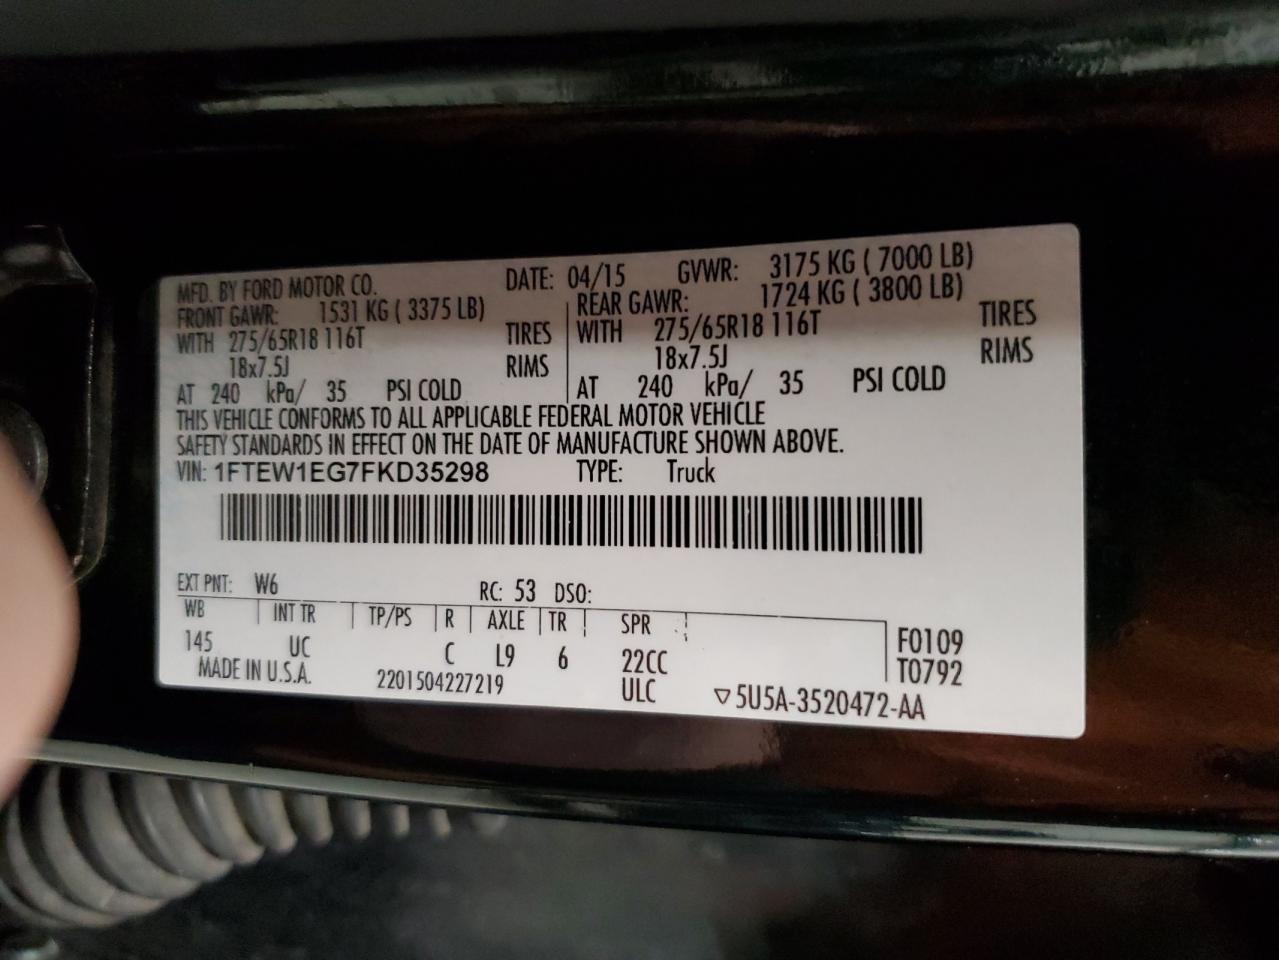 MFD. BY FORD MOTOR CO. DATE: 04/15 GVWR: 3175 KG ( 7000 LB)
FRONT GAWR: 1531 KG ( 3375 LB) REAR GAWR: 1724 KG ( 3800 LB)
WITH 275/65R18 116T TIRES WITH 275/65R18 116T TIRES
18x7.5J RIMS 18x7.5J RIMS
AT 240 kPa/ 35 PSI COLD AT 240 kPa/ 35 PSI COLD
THIS VEHICLE CONFORMS TO ALL APPLICABLE FEDERAL MOTOR VEHICLE
SAFETY STANDARDS IN EFFECT ON THE DATE OF MANUFACTURE SHOWN ABOVE.
VIN: 1FTEW1EG7FKD35298 TYPE: Truck
EXT PNT: W6 RC: 53 DSO:
WB INT TR TP/PS R AXLE TR SPR
145 UC C L9 6 22CC F0109
ULC T0792
MADE IN U.S.A. 2201504227219 ▽5U5A-3520472-AA